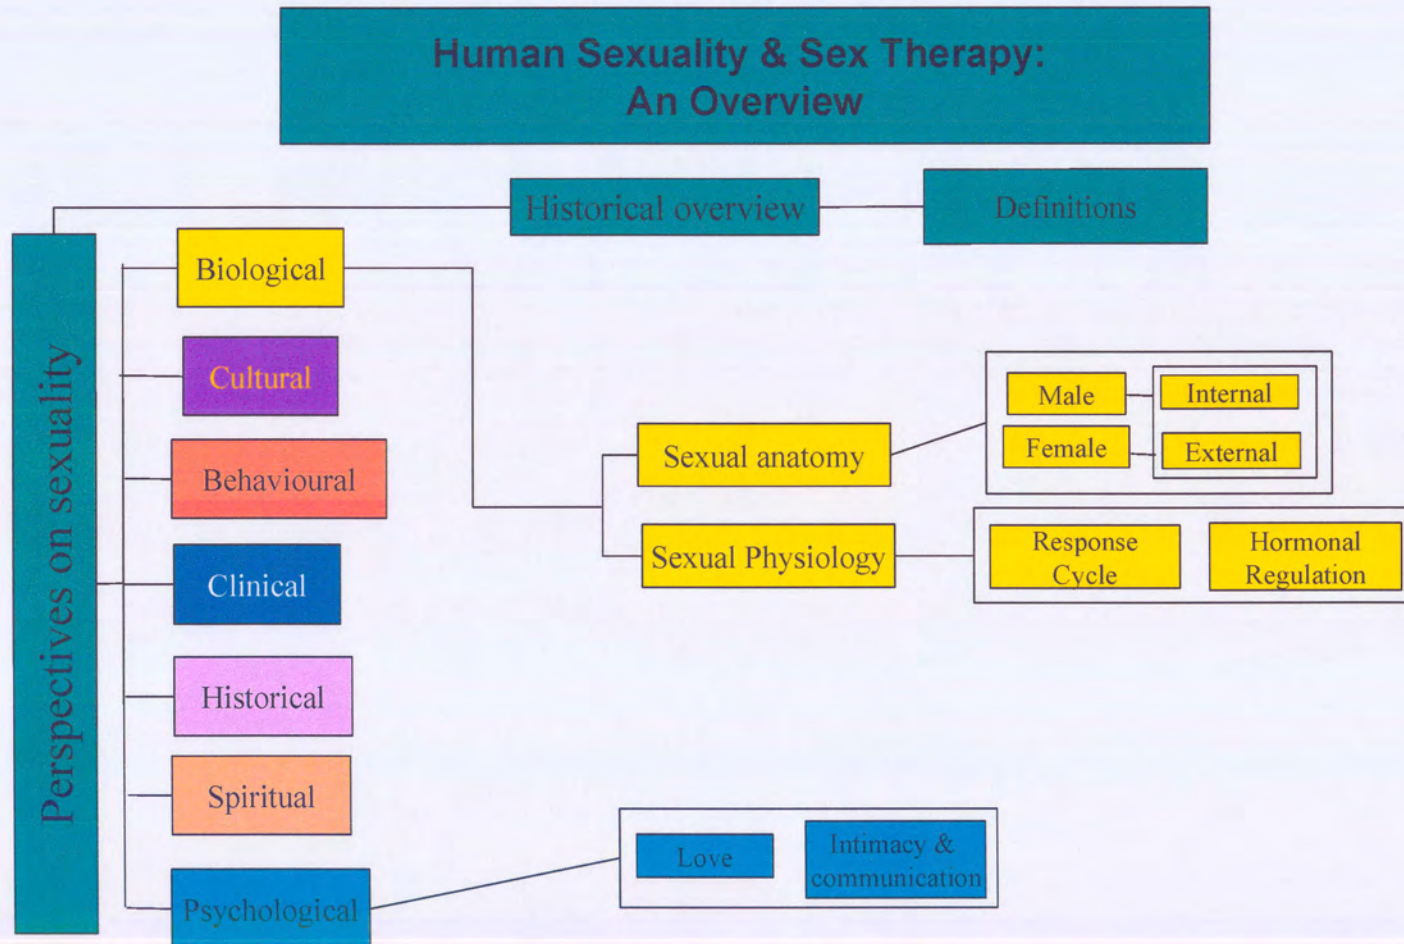 Human Sexuality & Sex Therapy:
An Overview
Historical overview
Definitions
Perspectives on sexuality
Biological
Cultural
Behavioural
Clinical
Historical
Spiritual
Psychological
Sexual anatomy
Male
Internal
Female
External
Sexual Physiology
Response
Cycle
Hormonal
Regulation
Love
Intimacy &
communication